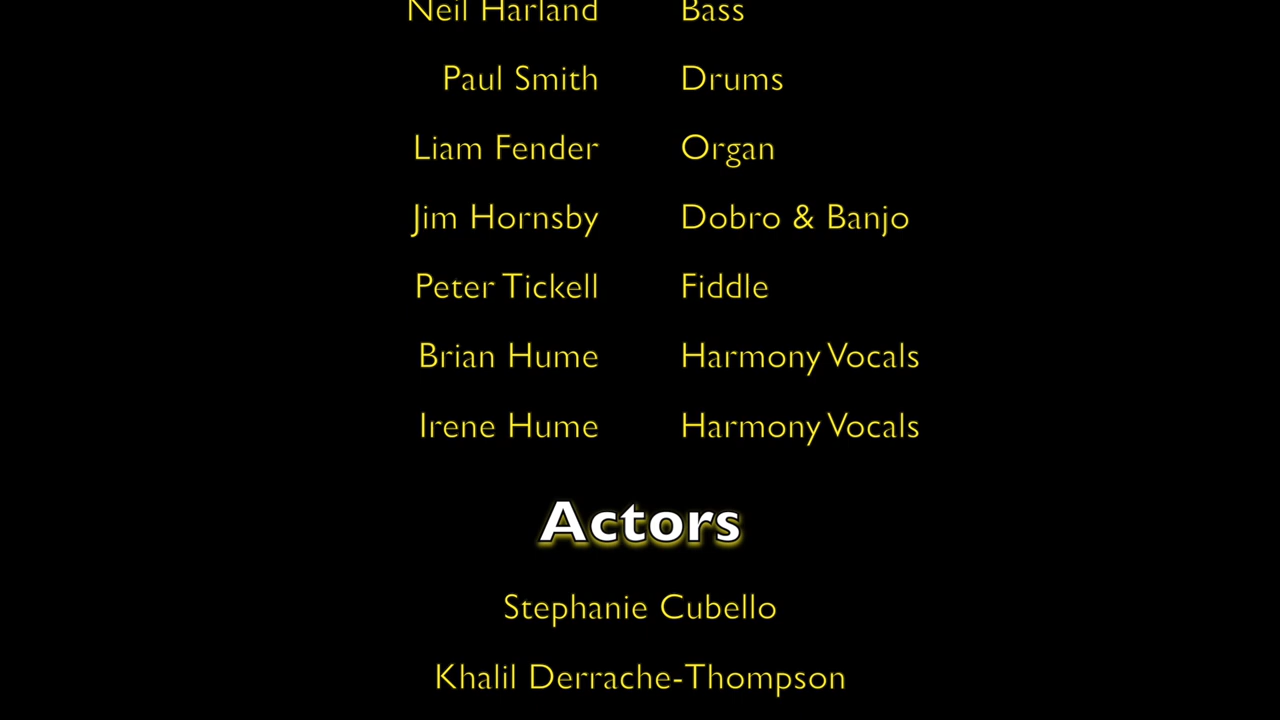 Neil Harland Bass
Paul Smith Drums
Liam Fender Organ
Jim Hornsby Dobro & Banjo
Peter Tickell Fiddle
Brian Hume Harmony Vocals
Irene Hume Harmony Vocals
Actors
Stephanie Cubello
Khalil Derrache-Thompson